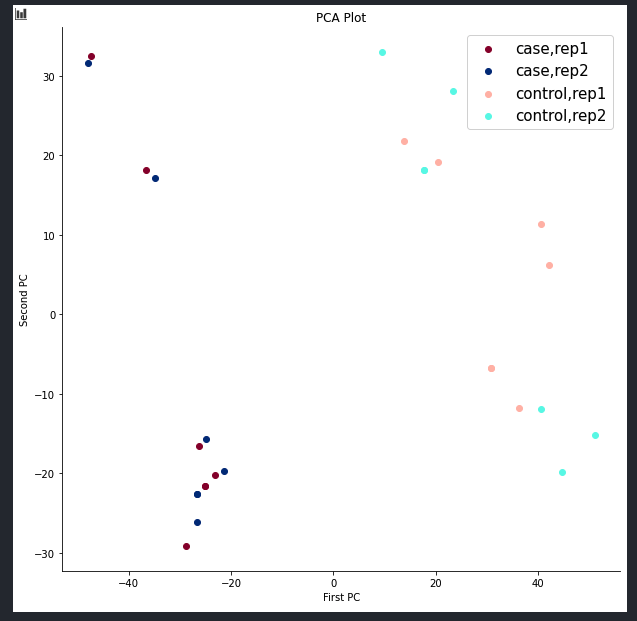 PCA Plot
case,rep1
case,rep2
control,rep1
control,rep2
30
20
10
0
−10
−20
−30
Second PC
−40
−20
0
20
40
First PC